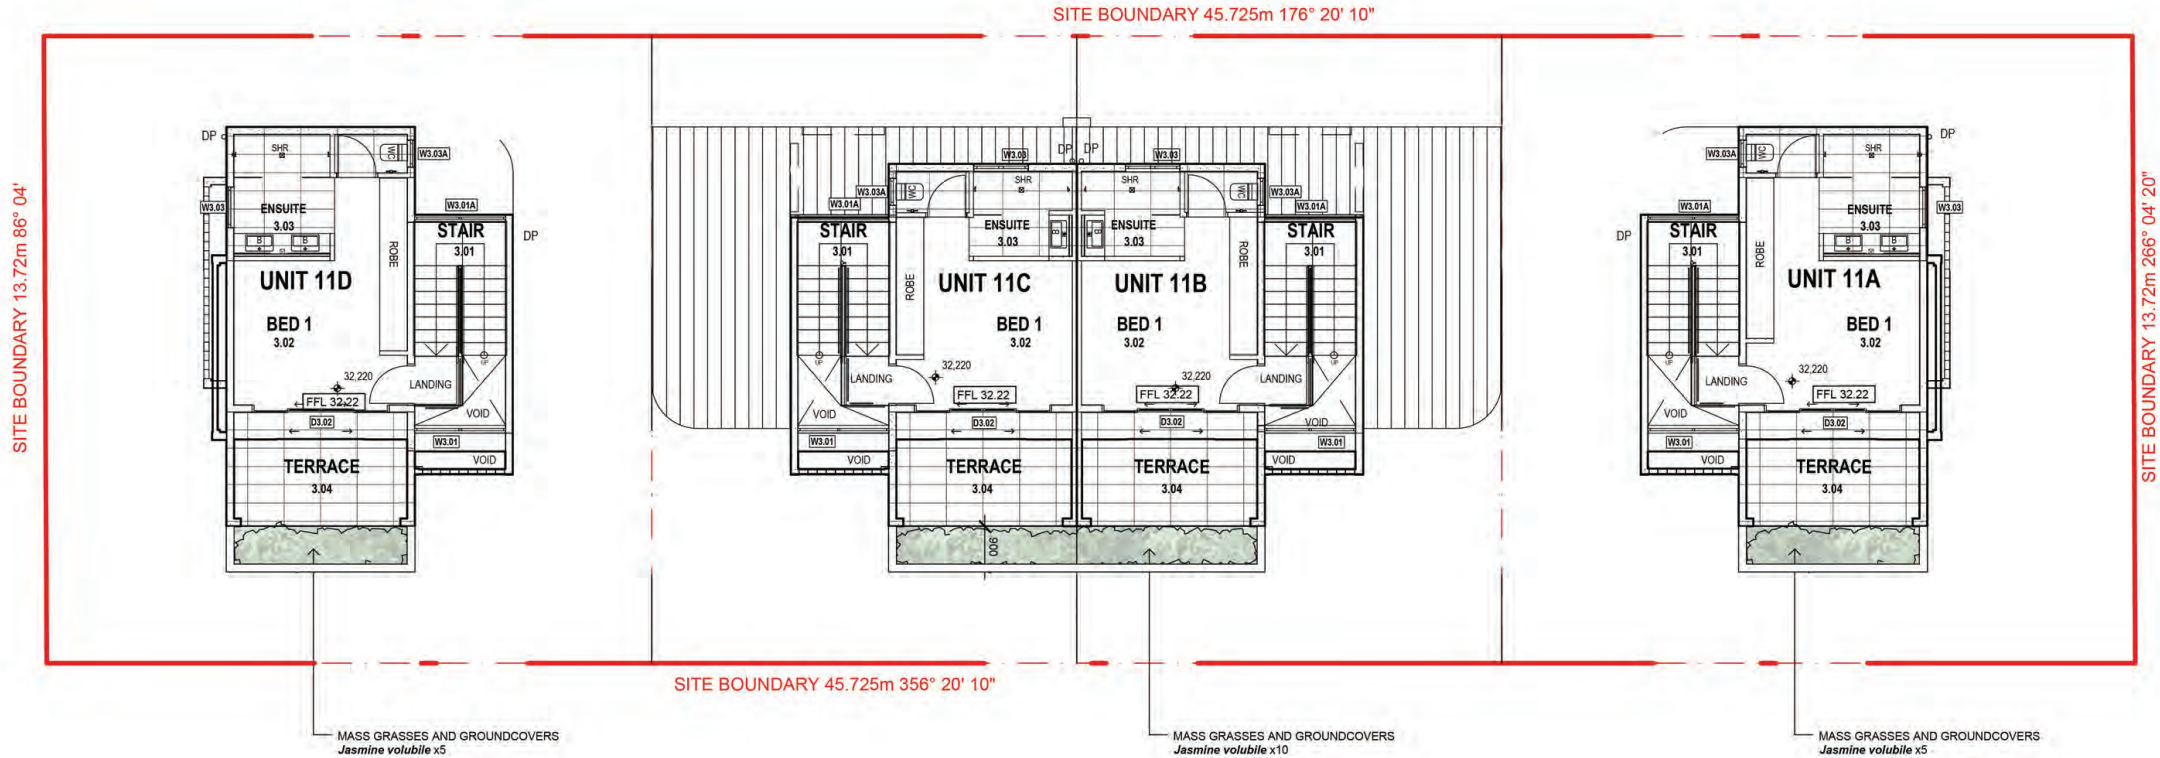 SITE BOUNDARY 45.725m 176° 20' 10"
SITE BOUNDARY 13.72m 86° 04'
DP
SHR
WC
W3.03A
W3.03
ENSUITE
3.03
B
B
W3.01A
STAIR
3.01
DP
ROBE
UNIT 11D
BED 1
3.02
32,220
LANDING
FFL 32.22
VOID
D3.02
W3.01
VOID
TERRACE
3.04
W3.03
DP
DP
W3.03
W3.03A
WC
SHR
W3.01A
STAIR
3.01
ENSUITE
3.03
B
ROBE
UNIT 11C
BED 1
3.02
32,220
LANDING
FFL 32.22
VOID
D3.02
W3.01
VOID
TERRACE
3.04
900
SHR
WC
W3.03A
W3.01A
B
ENSUITE
3.03
STAIR
3.01
ROBE
UNIT 11B
BED 1
3.02
32,220
LANDING
FFL 32.22
VOID
D3.02
W3.01
VOID
TERRACE
3.04
DP
W3.03A
WC
SHR
W3.01A
ENSUITE
3.03
W3.03
B
B
DP
STAIR
3.01
ROBE
UNIT 11A
BED 1
3.02
32,220
LANDING
FFL 32.22
VOID
D3.02
W3.01
VOID
TERRACE
3.04
SITE BOUNDARY 13.72m 266° 04' 20"
SITE BOUNDARY 45.725m 356° 20' 10"
MASS GRASSES AND GROUNDCOVERS
Jasmine volubile x5
MASS GRASSES AND GROUNDCOVERS
Jasmine volubile x10
MASS GRASSES AND GROUNDCOVERS
Jasmine volubile x5